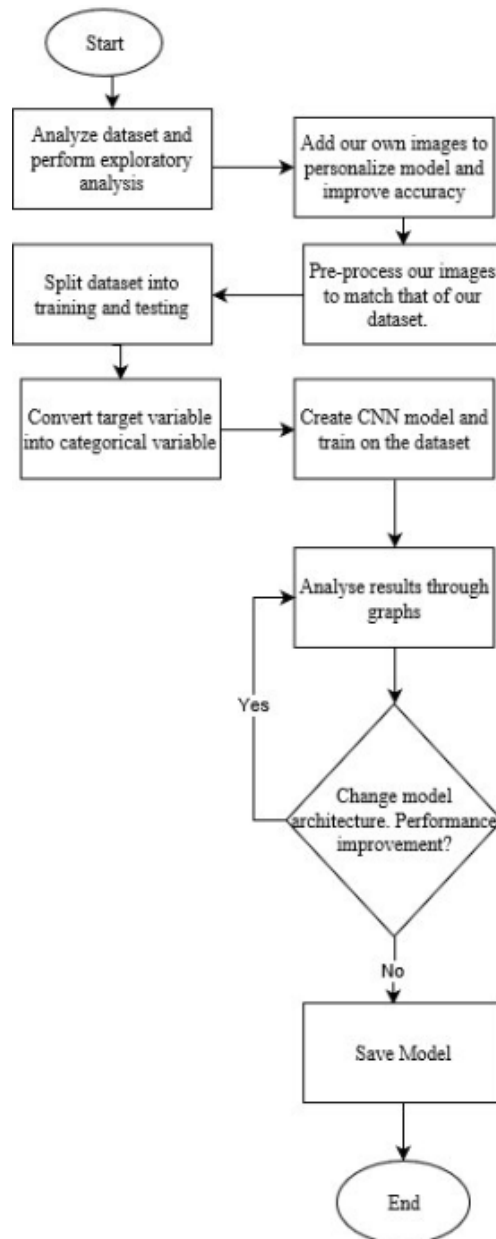 Start
Analyze dataset and
perform exploratory
analysis
Add our own images to
personalize model and
improve accuracy
Pre-process our images
to match that of our
dataset.
Split dataset into
training and testing
Convert target variable
into categorical variable
Create CNN model and
train on the dataset
Analyse results through
graphs
Yes
Change model
architecture. Performance
improvement?
No
Save Model
End